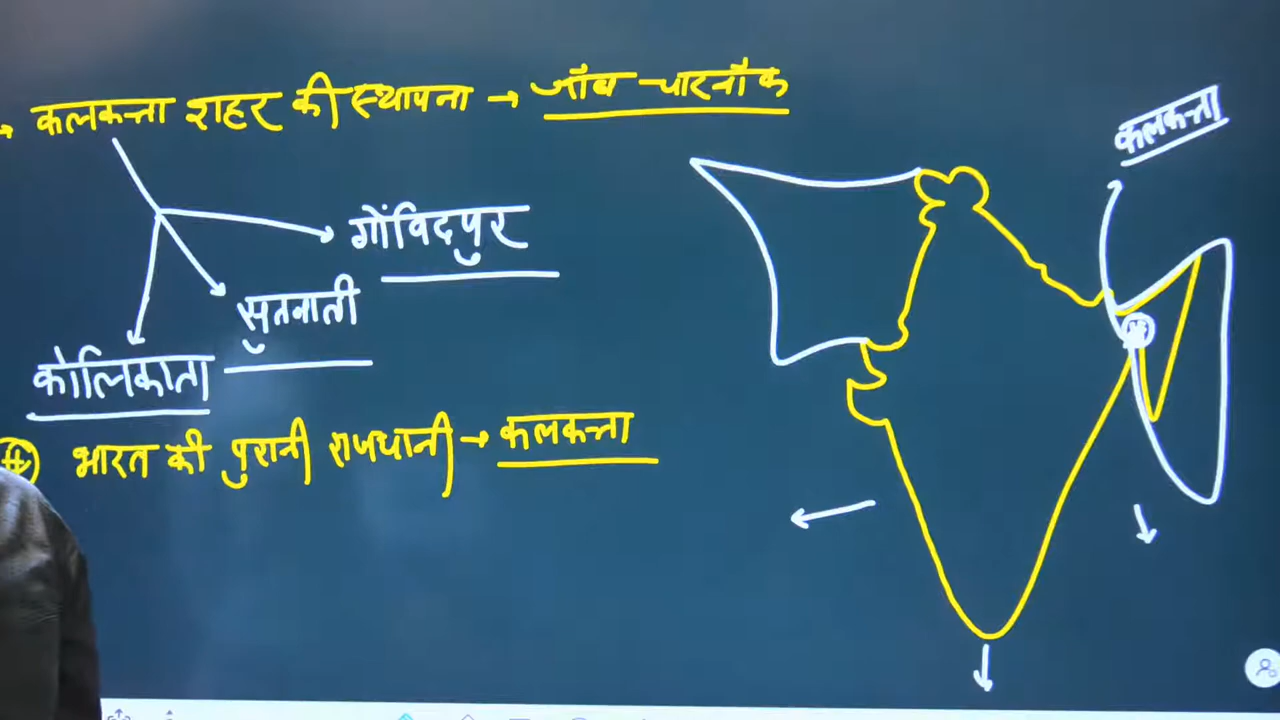 → कलकत्ता शहर की स्थापना → जॉब-चारनौक
गोंविदपुर
सुतनाती
कोलिकाता
भारत की पुरानी राजधानी → कलकत्ता
कलकत्ता